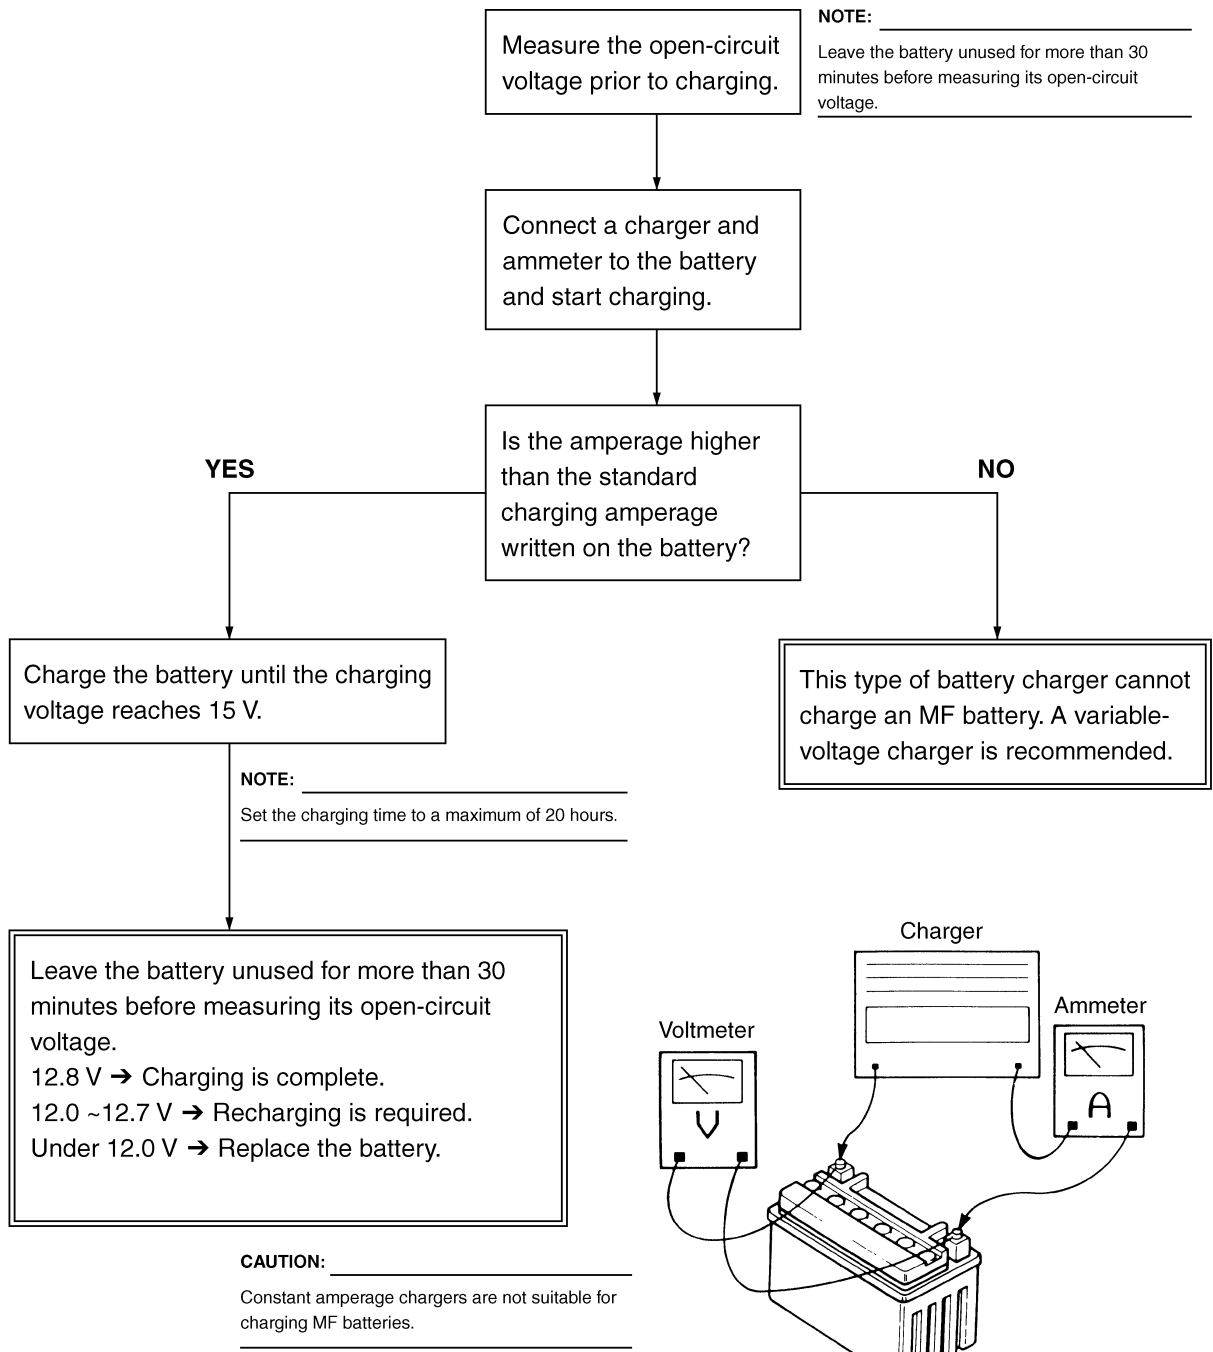 Measure the open-circuit
voltage prior to charging.
NOTE:
Leave the battery unused for more than 30
minutes before measuring its open-circuit
voltage.
Connect a charger and
ammeter to the battery
and start charging.
Is the amperage higher
than the standard
charging amperage
written on the battery?
YES
NO
Charge the battery until the charging
voltage reaches 15 V.
This type of battery charger cannot
charge an MF battery. A variable-
voltage charger is recommended.
NOTE:
Set the charging time to a maximum of 20 hours.
Leave the battery unused for more than 30
minutes before measuring its open-circuit
voltage.
12.8 V ➔ Charging is complete.
12.0 ~12.7 V ➔ Recharging is required.
Under 12.0 V ➔ Replace the battery.
Charger
Ammeter
Voltmeter
A
V
CAUTION:
Constant amperage chargers are not suitable for
charging MF batteries.